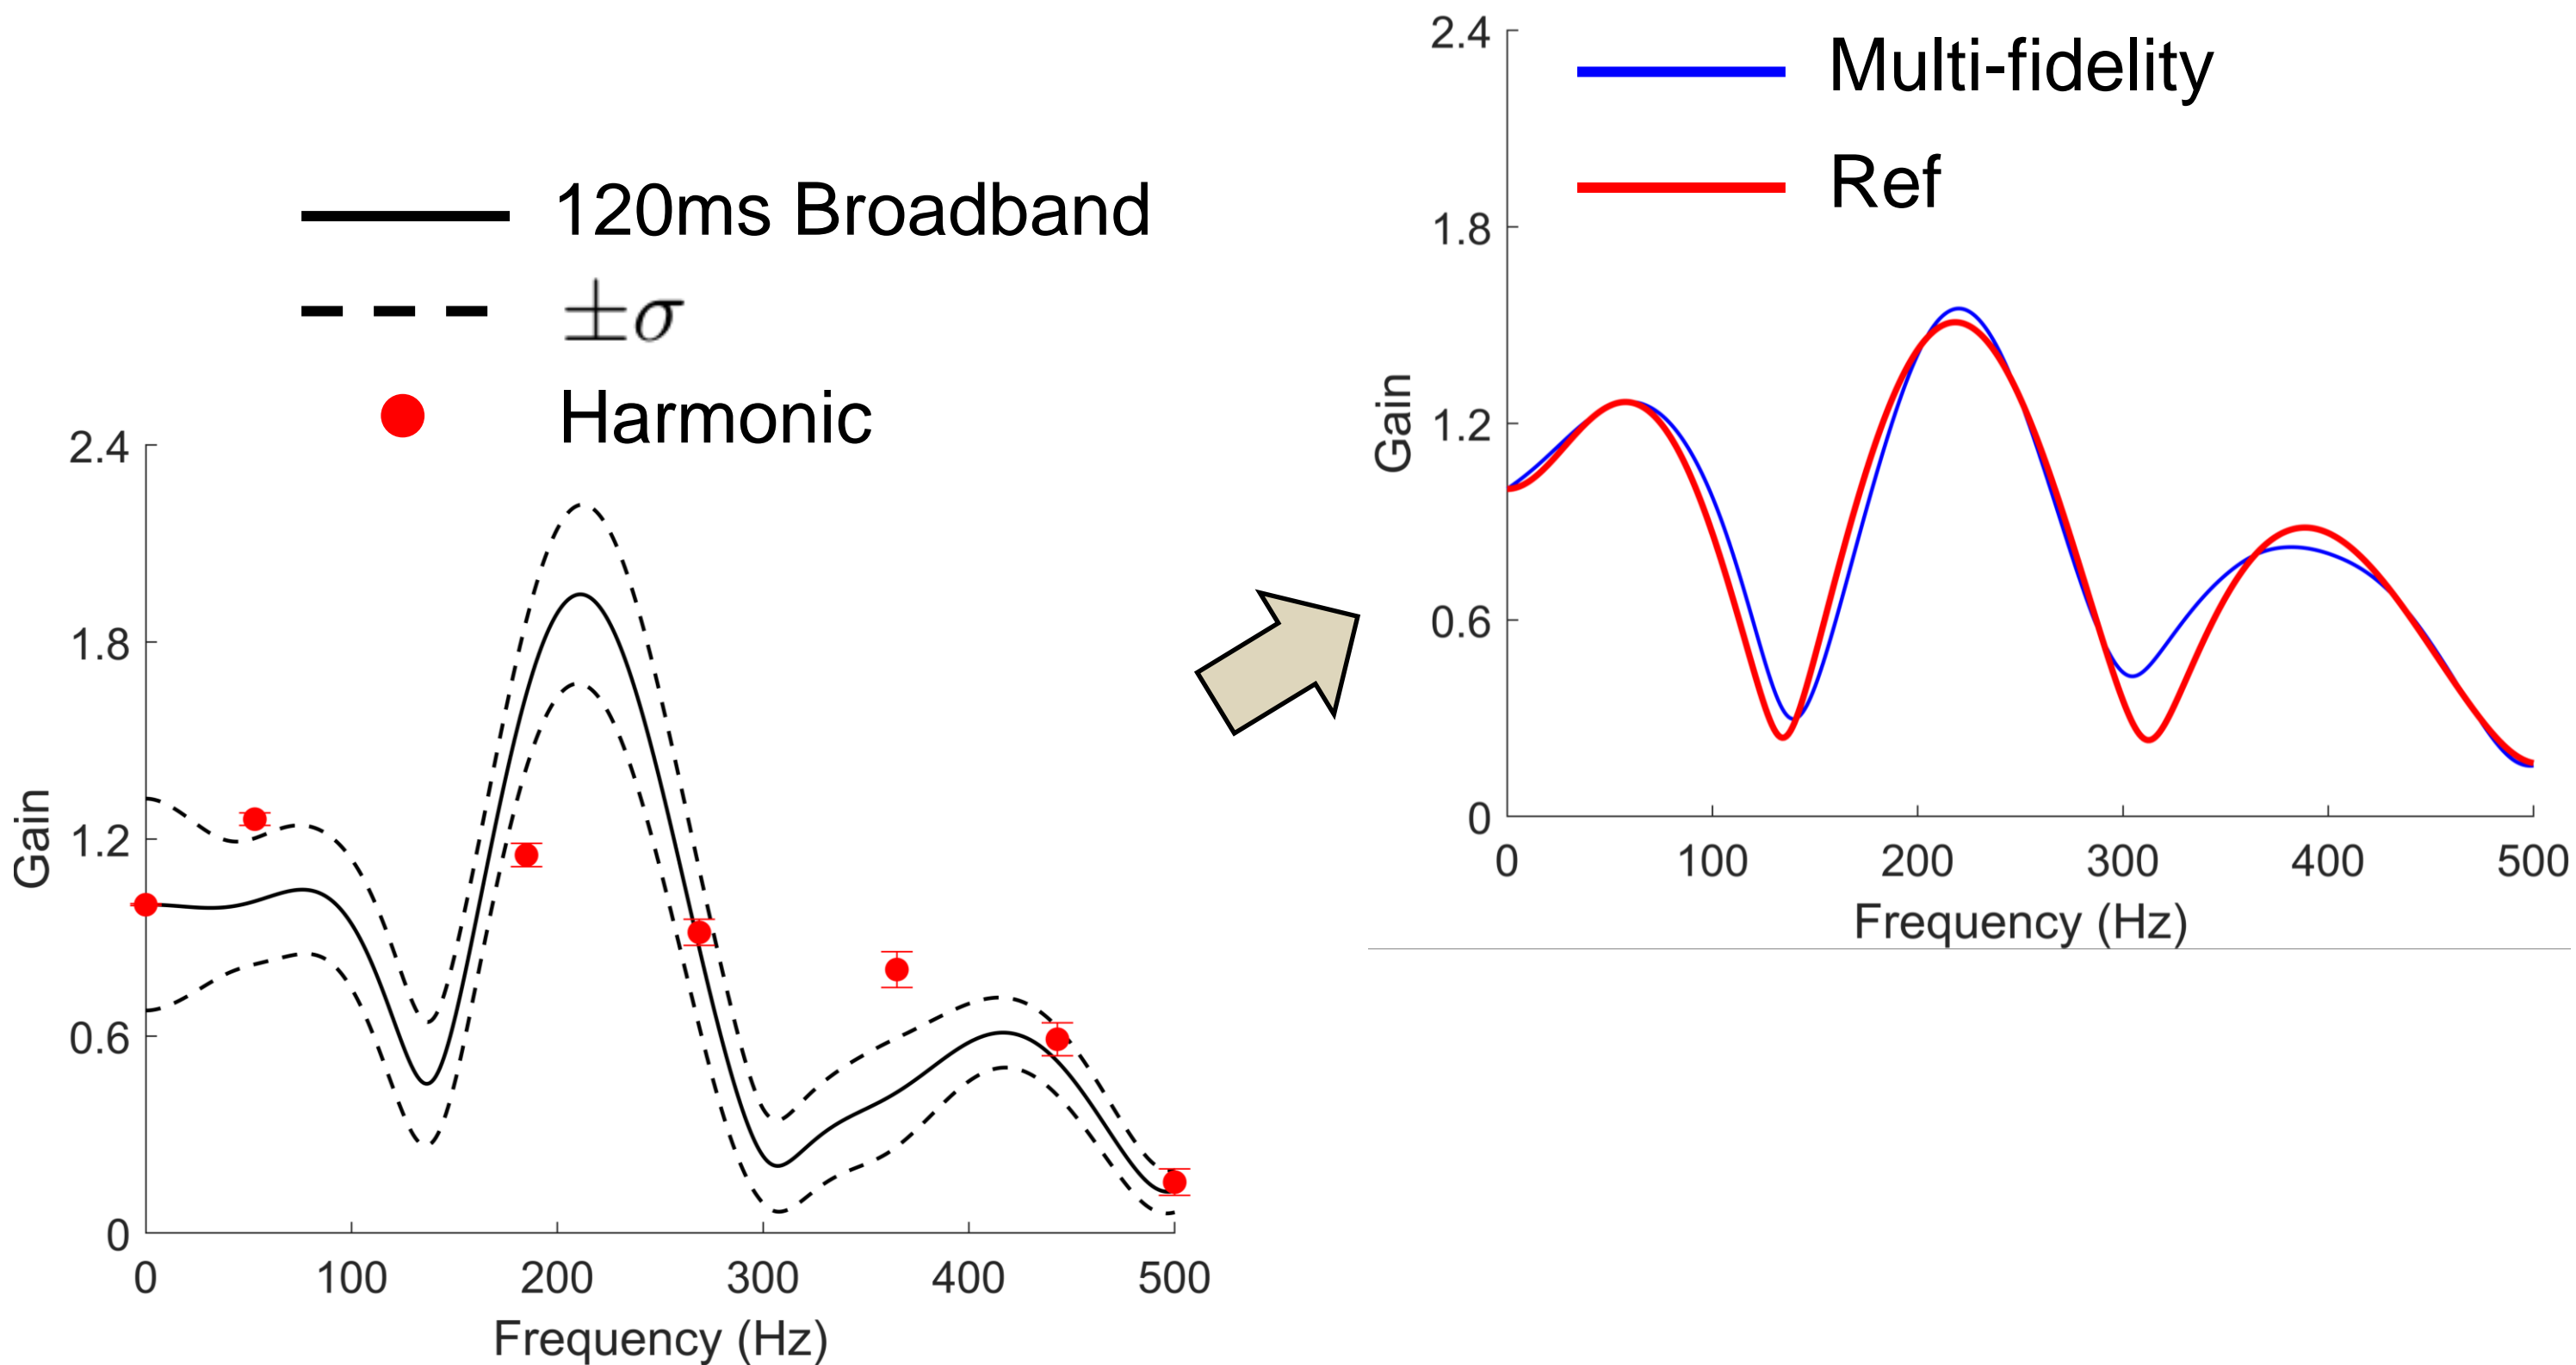 120ms Broadband
±σ
Harmonic
2.4
1.8
1.2
0.6
0
Gain
0 100 200 300 400 500
Frequency (Hz)
Multi-fidelity
Ref
2.4
1.8
1.2
0.6
0
Gain
0 100 200 300 400 500
Frequency (Hz)